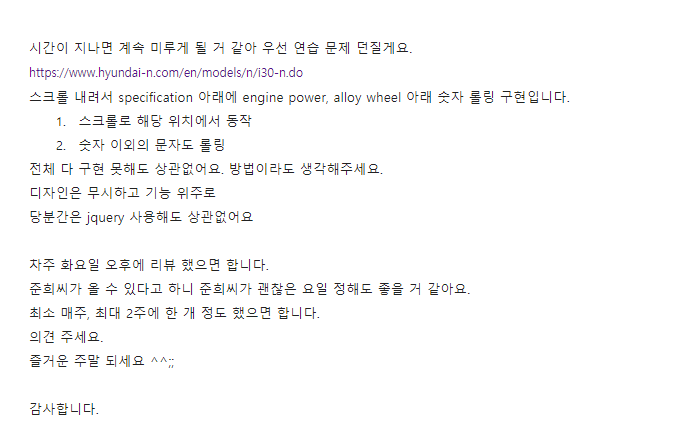 시간이 지나면 계속 미루게 될 거 같아 우선 연습 문제 던질게요.
https://www.hyundai-n.com/en/models/n/i30-n.do
스크롤 내려서 specification 아래에 engine power, alloy wheel 아래 숫자 롤링 구현입니다.
1. 스크롤로 해당 위치에서 동작
2. 숫자 이외의 문자도 롤링
전체 다 구현 못해도 상관없어요. 방법이라도 생각해주세요.
디자인은 무시하고 기능 위주로
당분간은 jquery 사용해도 상관없어요
차주 화요일 오후에 리뷰 했으면 합니다.
준희씨가 올 수 있다고 하니 준희씨가 괜찮은 요일 정해도 좋을 거 같아요.
최소 매주, 최대 2주에 한 개 정도 했으면 합니다.
의견 주세요.
즐거운 주말 되세요 ^^;;
감사합니다.